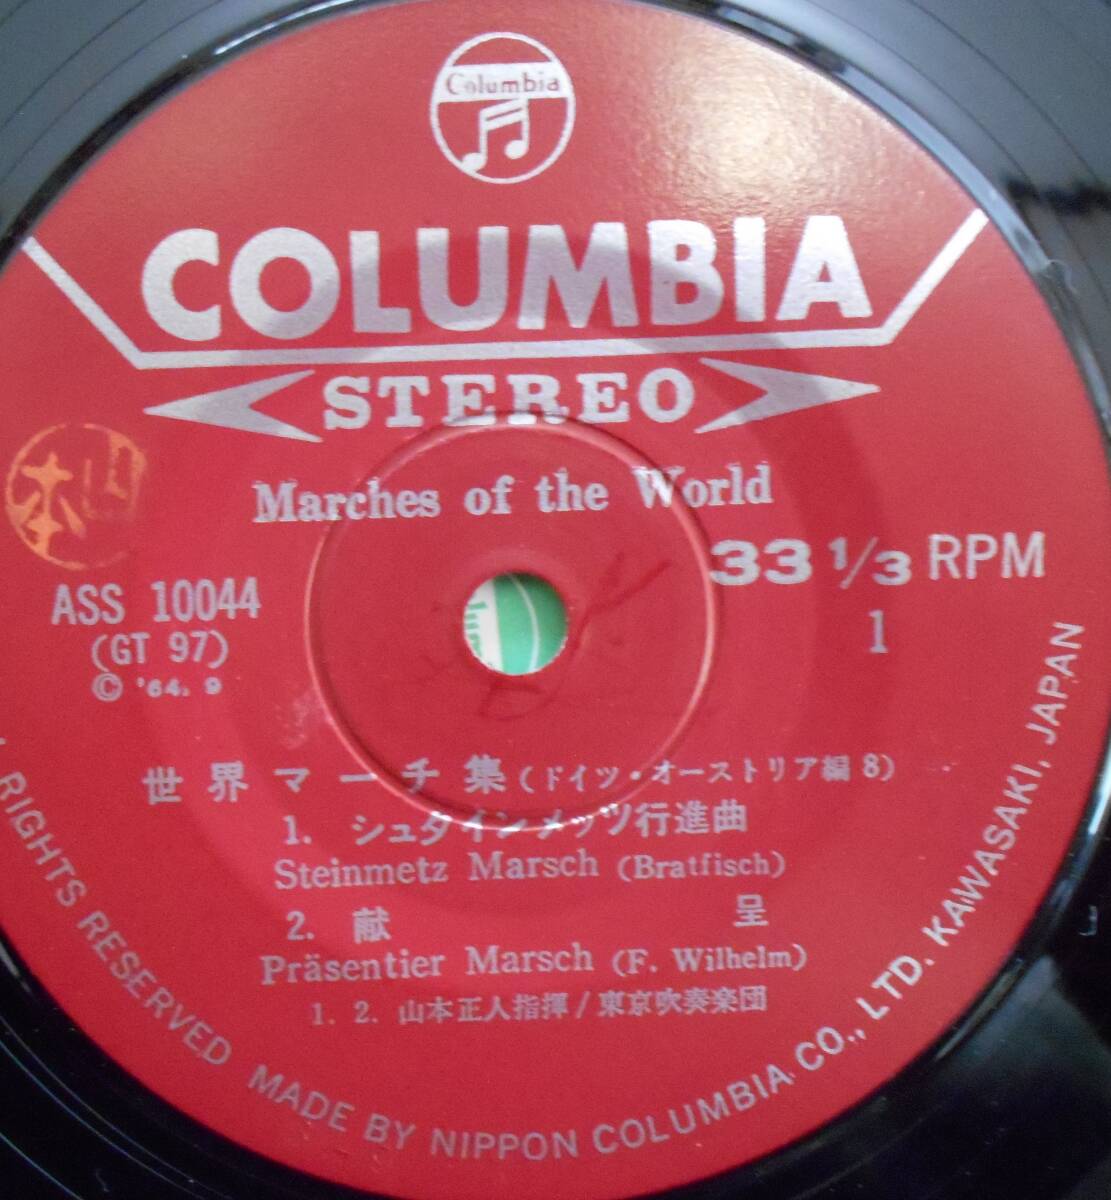 Columbia
COLUMBIA
STEREO
Marches of the World
33 1/3 RPM
山本
ASS 10044
(GT 97)
© '64. 9
1
世界マーチ集(ドイツ・オーストリア編 8)
1. シュタインメッツ行進曲
Steinmetz Marsch (Bratfisch)
2. 献呈
Präsentier Marsch (F. Wilhelm)
1. 2. 山本正人指揮/東京吹奏楽団
RIGHTS RESERVED MADE BY NIPPON COLUMBIA CO., LTD. KAWASAKI, JAPAN